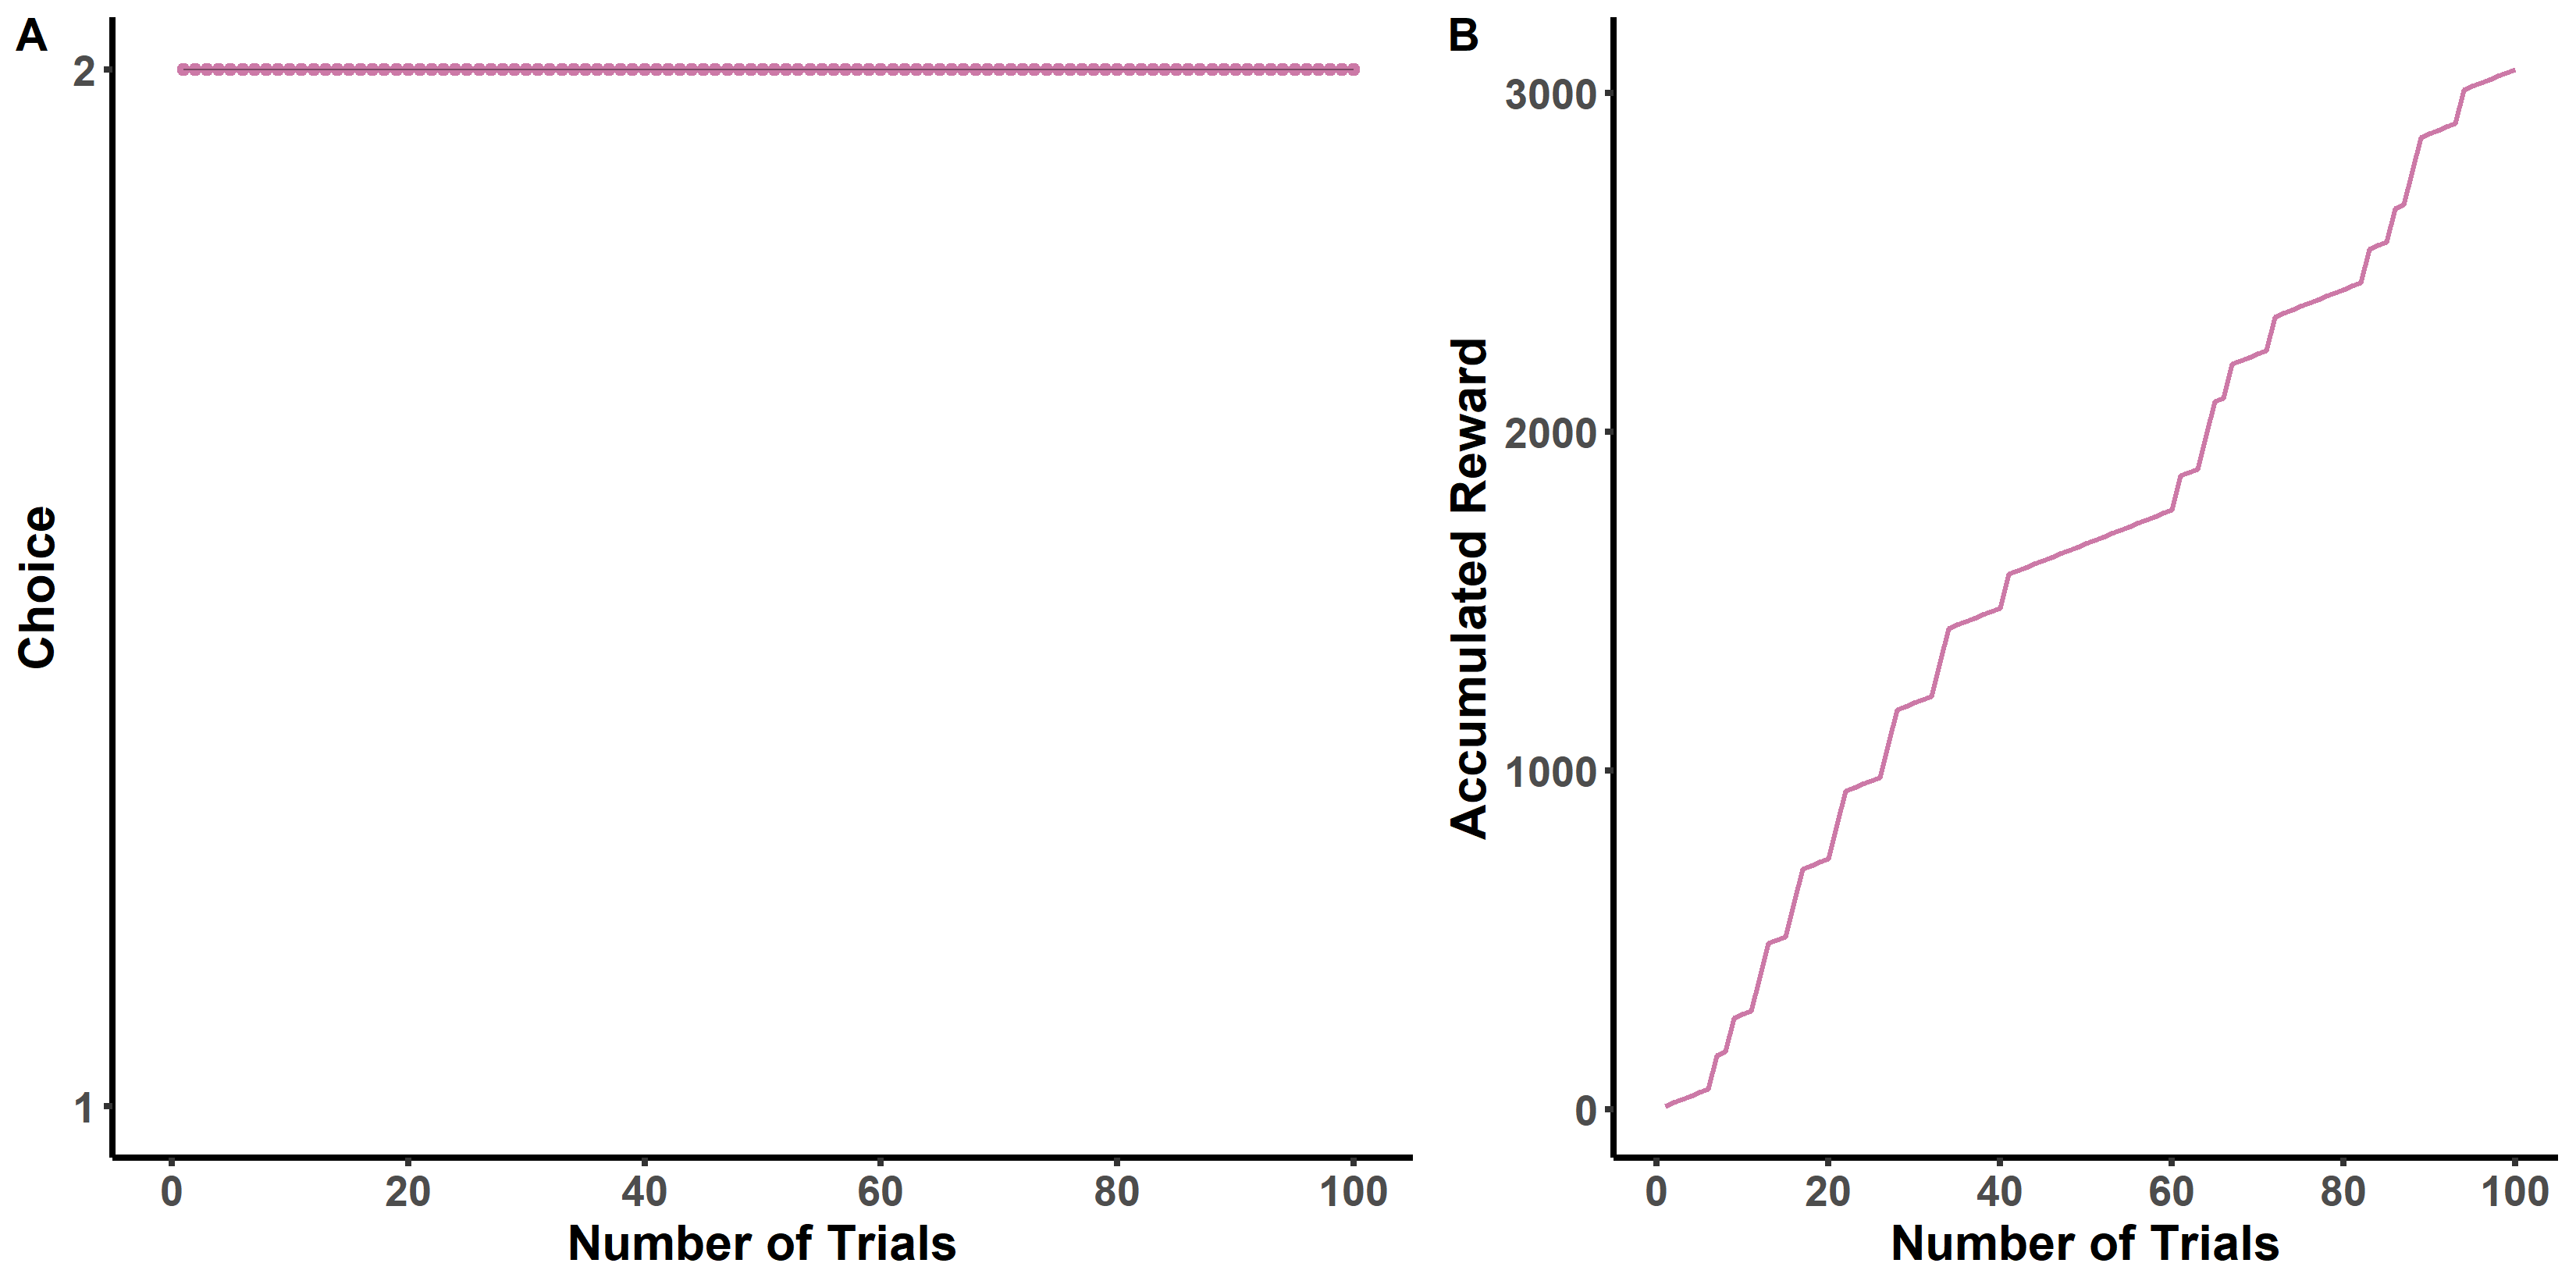 A
2
1
Choice
0 20 40 60 80 100
Number of Trials
B
3000
2000
1000
0
Accumulated Reward
0 20 40 60 80 100
Number of Trials